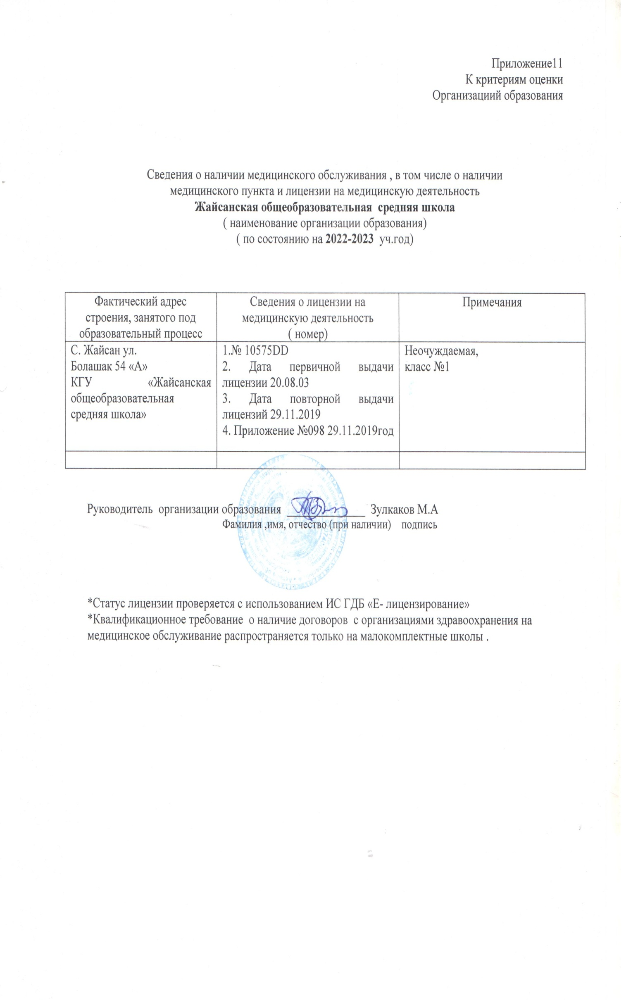 Приложение11
К критериям оценки
Организациий образования
Сведения о наличии медицинского обслуживания , в том числе о наличии
медицинского пункта и лицензии на медицинскую деятельность
Жайсанская общеобразовательная средняя школа
( наименование организации образования)
( по состоянию на 2022-2023 уч.год)
Фактический адрес
строения, занятого под
образовательный процесс
Сведения о лицензии на
медицинскую деятельность
( номер)
Примечания
С. Жайсан ул.
Болашак 54 «А»
КГУ «Жайсанская
общеобразовательная
средняя школа»
1.№ 10575DD
2. Дата первичной выдачи
лицензии 20.08.03
3. Дата повторной выдачи
лицензий 29.11.2019
4. Приложение №098 29.11.2019год
Неочуждаемая,
класс №1
Руководитель организации образования Зулкаков М.А
Фамилия ,имя, отчество (при наличии) подпись
*Статус лицензии проверяется с использованием ИС ГДБ «Е- лицензирование»
*Квалификационное требование о наличие договоров с организациями здравоохранения на
медицинское обслуживание распространяется только на малокомплектные школы .